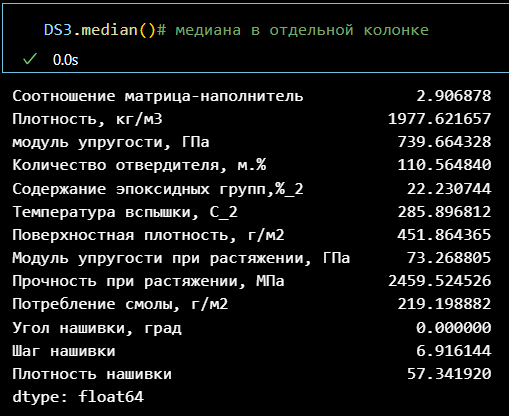 DS3.median()# медиана в отдельной колонке
✓ 0.0s
Соотношение матрица-наполнитель 2.906878
Плотность, кг/м3 1977.621657
модуль упругости, ГПа 739.664328
Количество отвердителя, м.% 110.564840
Содержание эпоксидных групп,%_2 22.230744
Температура вспышки, С_2 285.896812
Поверхностная плотность, г/м2 451.864365
Модуль упругости при растяжении, ГПа 73.268805
Прочность при растяжении, МПа 2459.524526
Потребление смолы, г/м2 219.198882
Угол нашивки, град 0.000000
Шаг нашивки 6.916144
Плотность нашивки 57.341920
dtype: float64